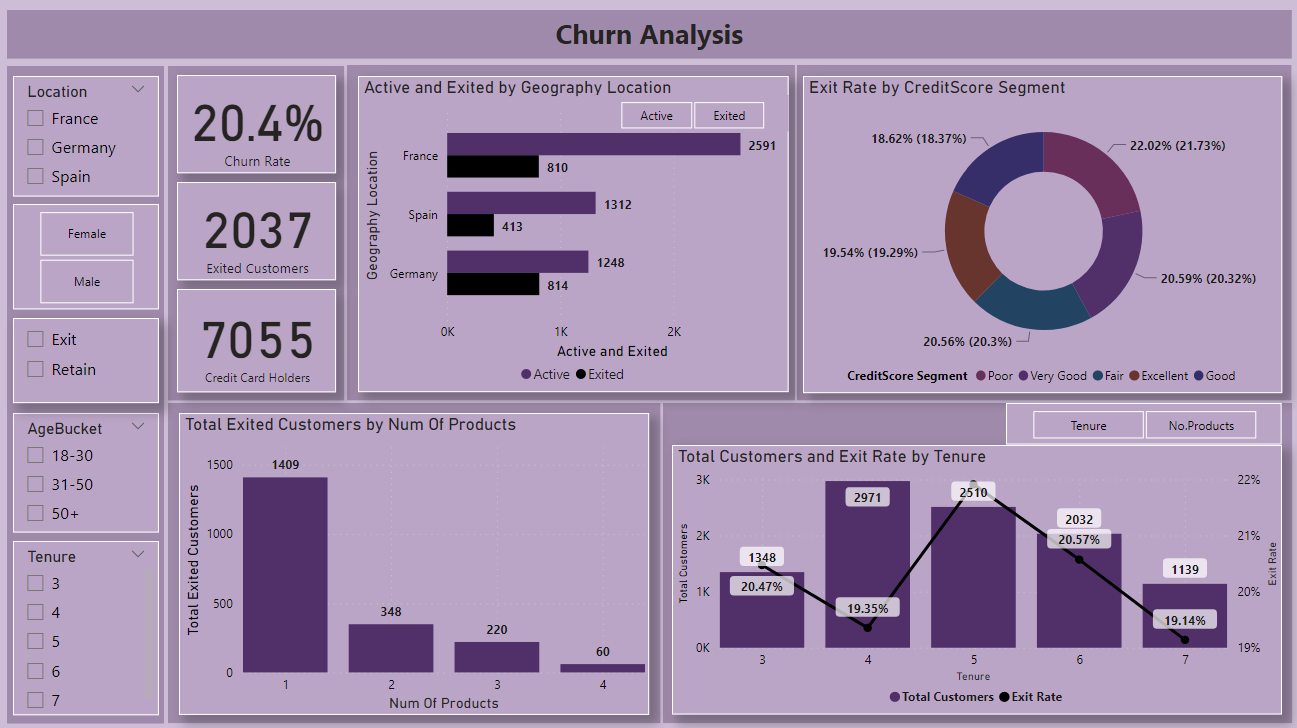 Churn Analysis
Location
France
Germany
Spain
Female
Male
Exit
Retain
AgeBucket
18-30
31-50
50+
Tenure
3
4
5
6
7
20.4%
Churn Rate
2037
Exited Customers
7055
Credit Card Holders
Active and Exited by Geography Location
Active
Exited
Geography Location
France
2591
810
Spain
1312
413
Germany
1248
814
0K 1K 2K
Active and Exited
Active Exited
Exit Rate by CreditScore Segment
18.62% (18.37%)
22.02% (21.73%)
19.54% (19.29%)
20.59% (20.32%)
20.56% (20.3%)
CreditScore Segment Poor Very Good Fair Excellent Good
Total Exited Customers by Num Of Products
Total Exited Customers
1500
1000
500
0
1409
348
220
60
1 2 3 4
Num Of Products
Tenure
No.Products
Total Customers and Exit Rate by Tenure
Total Customers
3K
2K
1K
0K
1348
20.47%
2971
19.35%
2510
2032
20.57%
1139
19.14%
22%
21%
20%
19%
Exit Rate
3 4 5 6 7
Tenure
Total Customers Exit Rate